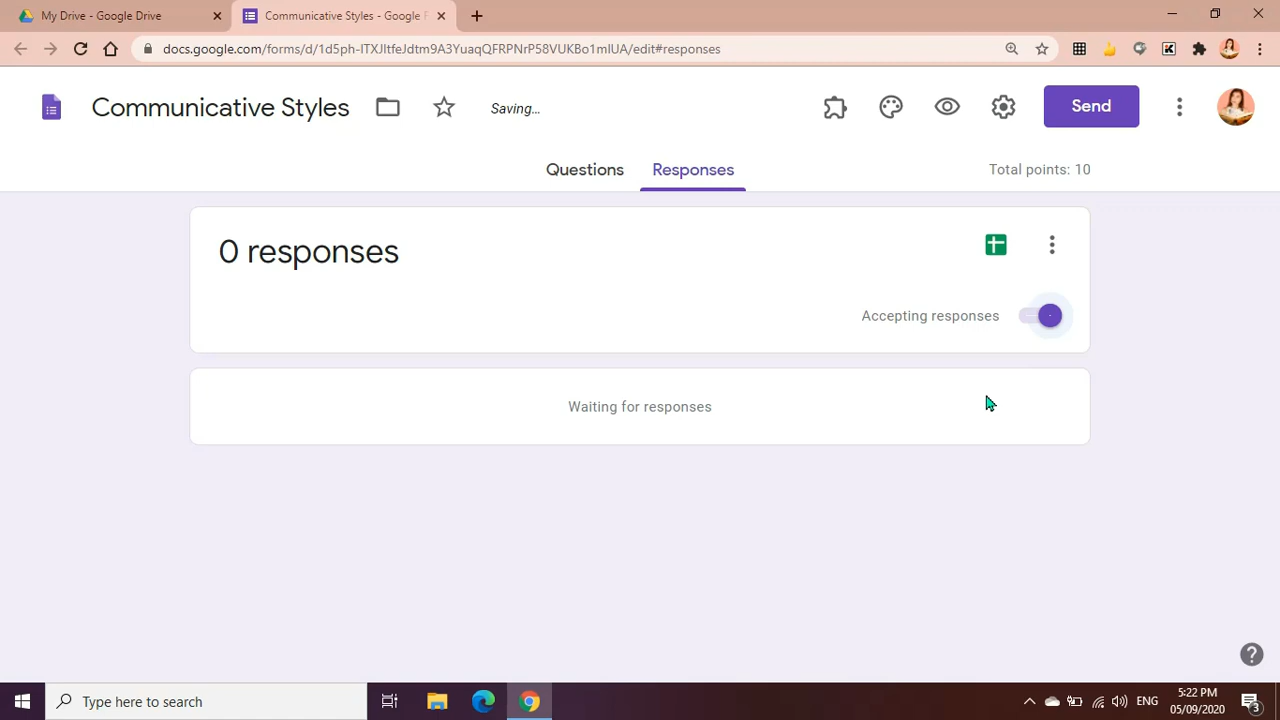 My Drive - Google Drive
Communicative Styles - Google F
docs.google.com/forms/d/1d5ph-ITXJItfeJdtm9A3YuaqQFRPNrP58VUKBo1mIUA/edit#responses
Communicative Styles
Saving...
Send
Questions
Responses
Total points: 10
0 responses
Accepting responses
Waiting for responses
Type here to search
ENG
5:22 PM
05/09/2020
3